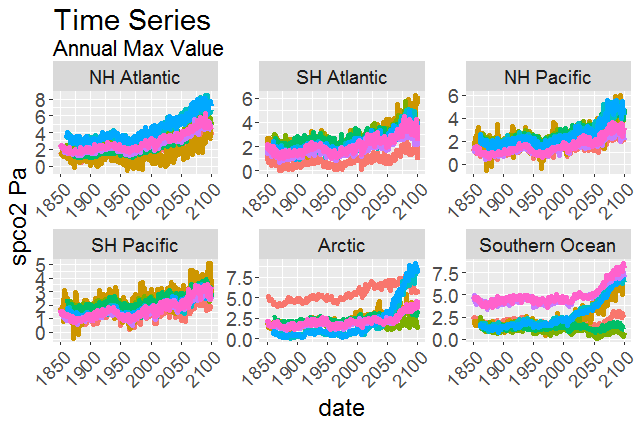 Time Series
Annual Max Value
NH Atlantic SH Atlantic NH Pacific
8 6 4 2 0
6 4 2 0
6 4 2 0
1850 1900 1950 2000 2050 2100
1850 1900 1950 2000 2050 2100
1850 1900 1950 2000 2050 2100
spco2 Pa
SH Pacific Arctic Southern Ocean
5 4 3 2 1 0
7.5 5.0 2.5 0.0
7.5 5.0 2.5 0.0
1850 1900 1950 2000 2050 2100
1850 1900 1950 2000 2050 2100
1850 1900 1950 2000 2050 2100
date